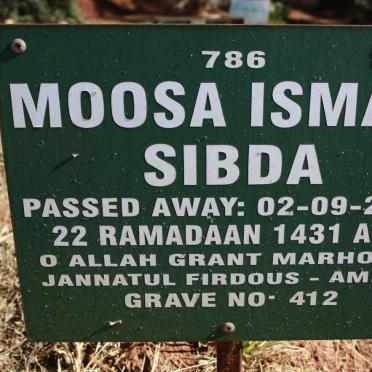 786
MOOSA ISMA
SIBDA
PASSED AWAY: 02-09-2
22 RAMADAAN 1431 A
O ALLAH GRANT MARHO
JANNATUL FIRDOUS - AM
GRAVE NO· 412